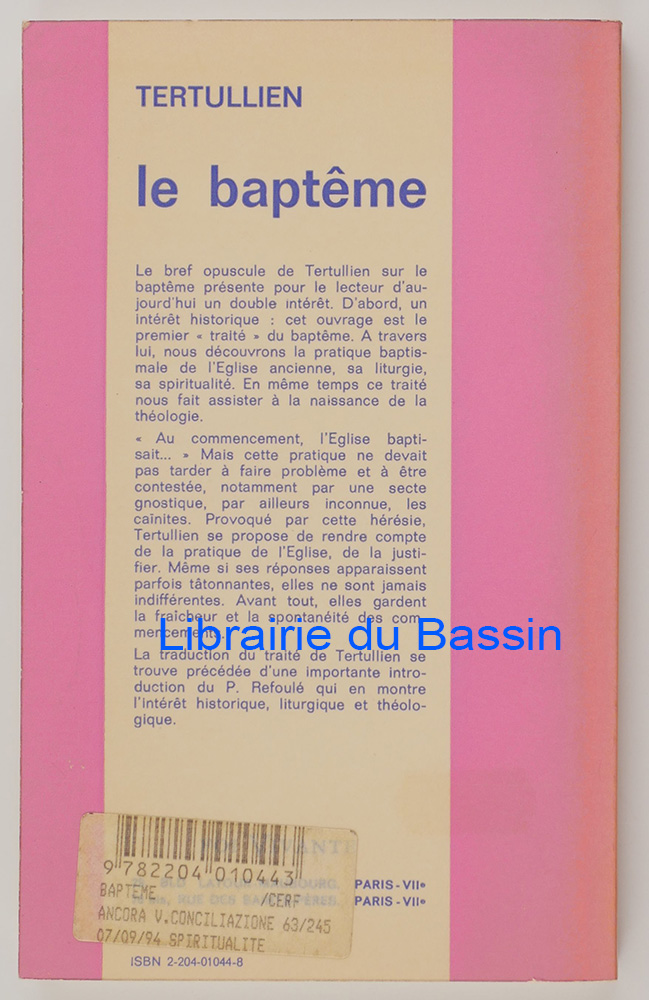 TERTULLIEN
le baptême
Le bref opuscule de Tertullien sur le
baptême présente pour le lecteur d'au-
jourd'hui un double intérêt. D'abord, un
intérêt historique : cet ouvrage est le
premier « traité » du baptême. A travers
lui, nous découvrons la pratique baptis-
male de l'Eglise ancienne, sa liturgie,
sa spiritualité. En même temps ce traité
nous fait assister à la naissance de la
théologie.
« Au commencement, l'Eglise bapti-
sait... » Mais cette pratique ne devait
pas tarder à faire problème et à être
contestée, notamment par une secte
gnostique, par ailleurs inconnue, les
caïnites. Provoqué par cette hérésie,
Tertullien se propose de rendre compte
de la pratique de l'Eglise, de la justi-
fier. Même si ses réponses apparaissent
parfois tâtonnantes, elles ne sont jamais
indifférentes. Avant tout, elles gardent
la fraîcheur et la spontanéité des com-
mencements.
Librairie du Bassin
La traduction du traité de Tertullien se
trouve précédée d'une importante intro-
duction du P. Refoulé qui en montre
l'intérêt historique, liturgique et théolo-
gique.
9 782204 010443
BAPTEME /CERF
ANCORA V.CONCILIAZIONE 63/245
07/09/94 SPIRITUALITE
PARIS-VIIe
PARIS-VIIe
ISBN 2-204-01044-8